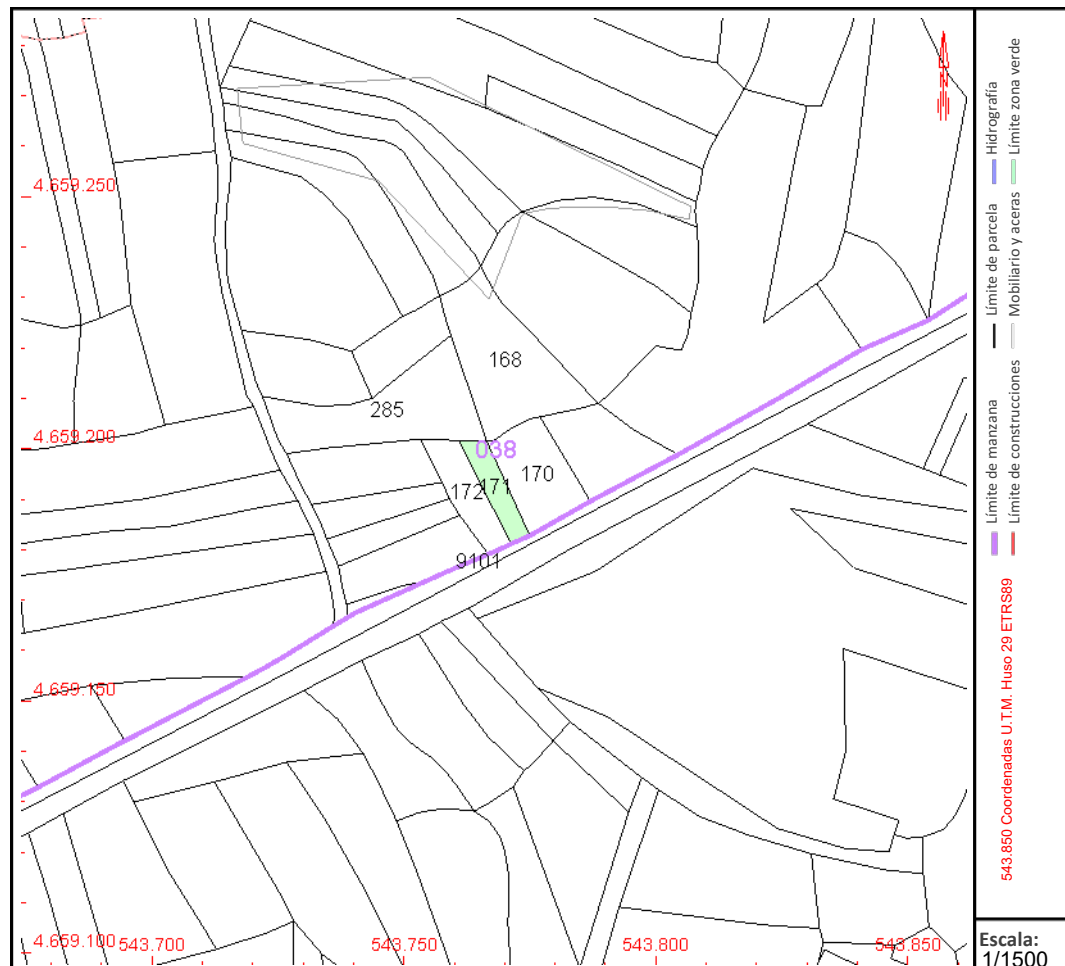 4.659.250
168
285
4.659.200
038
170
171
172
9101
4.659.150
4.659.100
543.700
543.750
543.800
543.850
Límite de manzana
Límite de parcela
Hidrografía
Límite de construcciones
Mobiliario y aceras
Límite zona verde
543.850 Coordenadas U.T.M. Huso 29 ETRS89
Escala:
1/1500